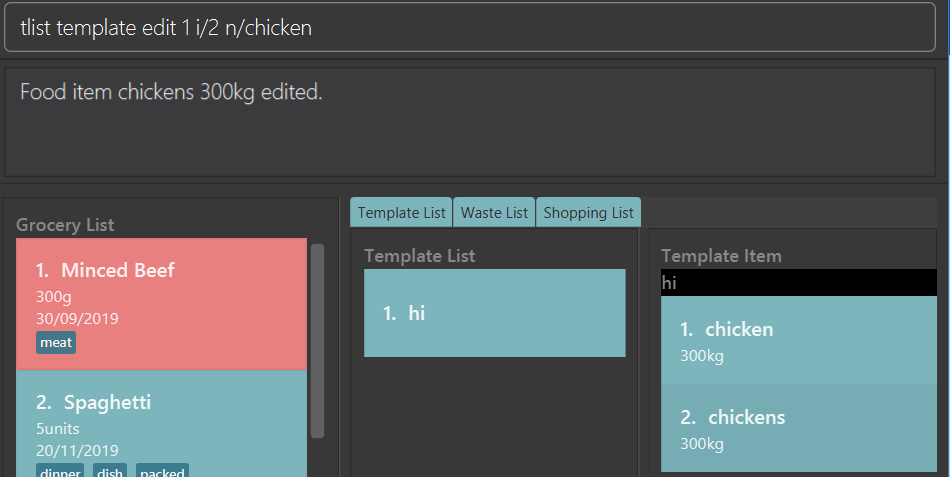 tlist template edit 1 i/2 n/chicken
Food item chickens 300kg edited.
Grocery List
1. Minced Beef
300g
30/09/2019
meat
2. Spaghetti
5units
20/11/2019
dinner dish packed
Template List Waste List Shopping List
Template List
1. hi
Template Item
hi
1. chicken
300kg
2. chickens
300kg